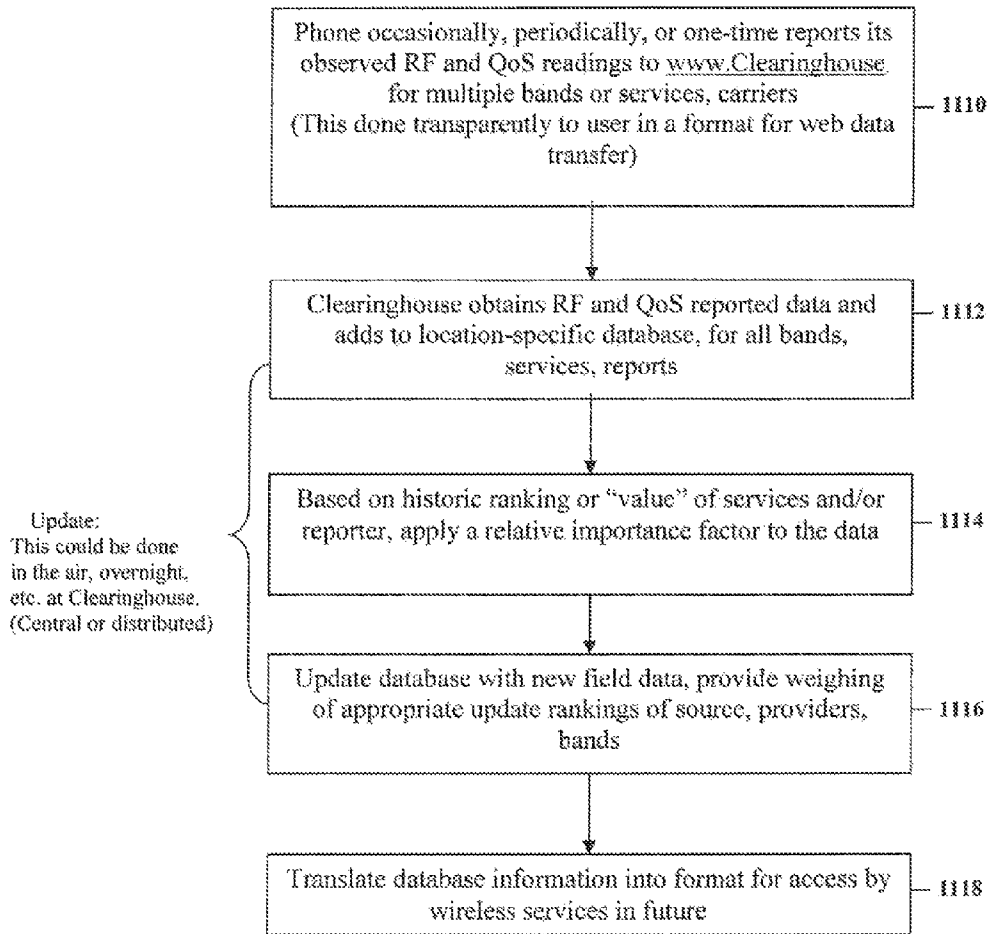 Phone occasionally, periodically, or one-time reports its
observed RF and QoS readings to www.Clearinghouse
for multiple bands or services, carriers
(This done transparently to user in a format for web data
transfer)
1110
Clearinghouse obtains RF and QoS reported data and
adds to location-specific database, for all bands,
services, reports
1112
Based on historic ranking or “value” of services and/or
reporter, apply a relative importance factor to the data
1114
Update:
This could be done
in the air, overnight,
etc. at Clearinghouse.
(Central or distributed)
Update database with new field data, provide weighing
of appropriate update rankings of source, providers,
bands
1116
Translate database information into format for access by
wireless services in future
1118